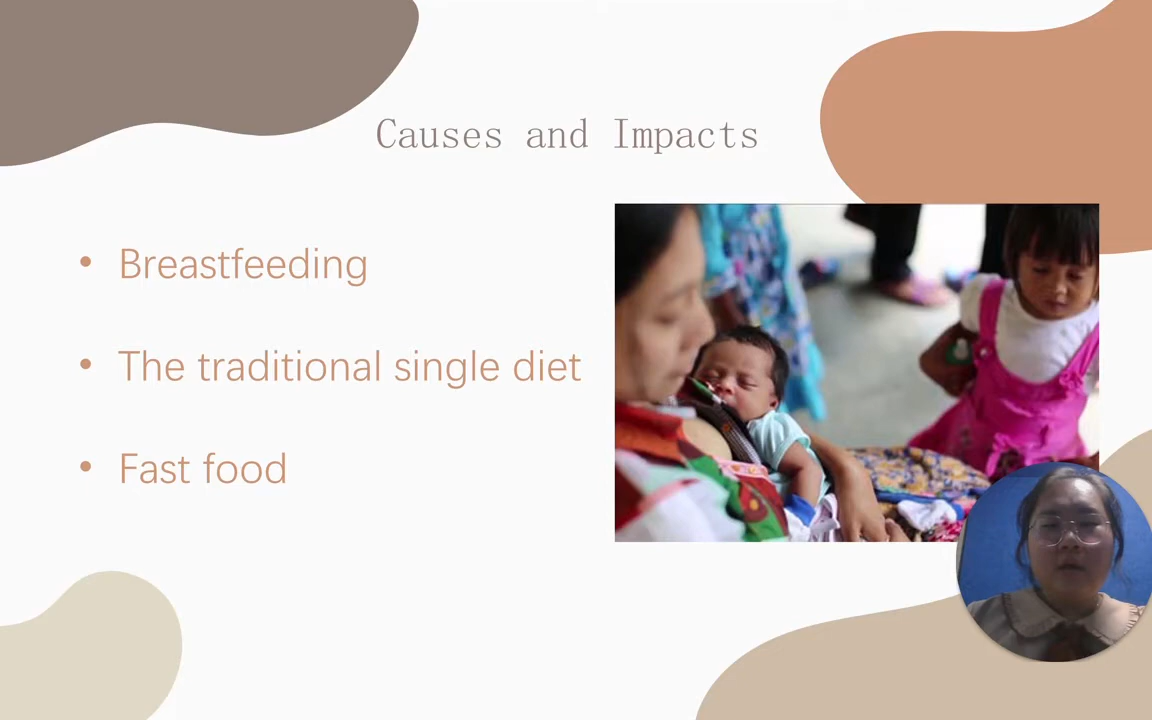 Causes and Impacts
• Breastfeeding
• The traditional single diet
• Fast food